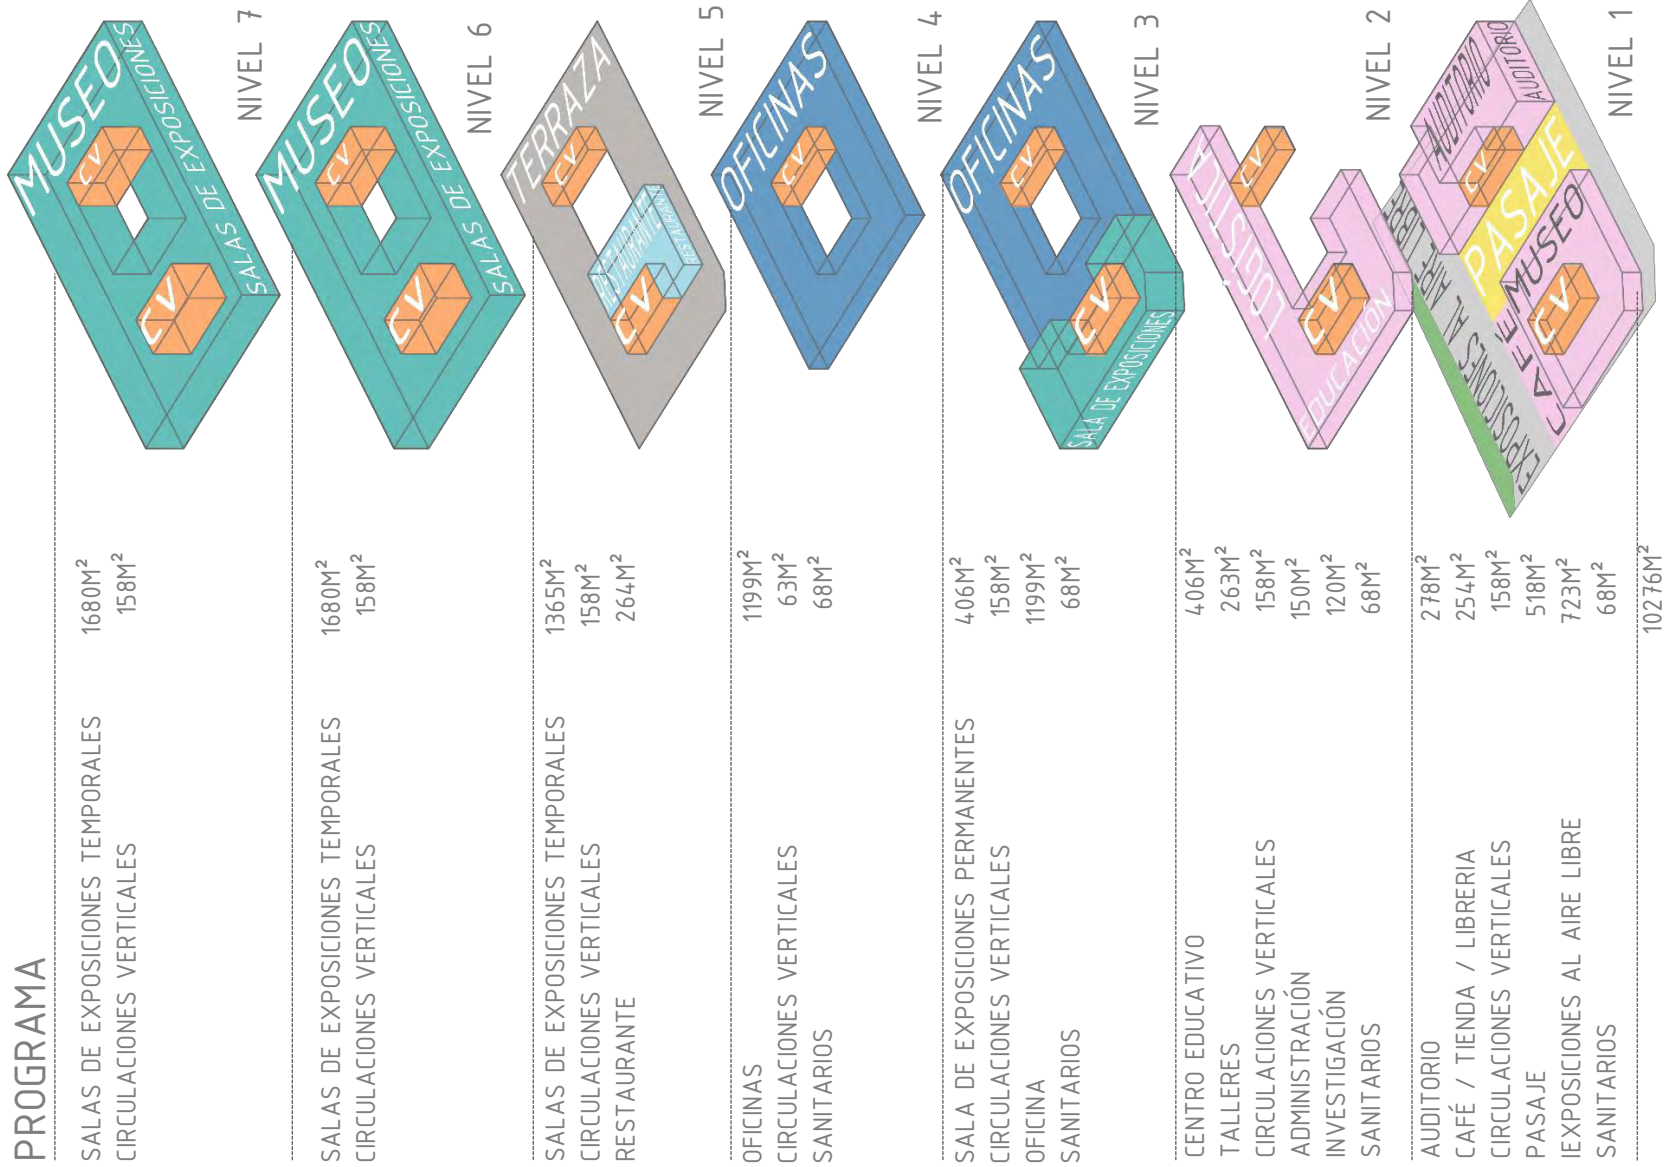 PROGRAMA
SALAS DE EXPOSICIONES TEMPORALES 1680M²
CIRCULACIONES VERTICALES 158M²
MUSEO
CV
CV
SALAS DE EXPOSICIONES
EXPOSICIONES
NIVEL 7
SALAS DE EXPOSICIONES TEMPORALES 1680M²
CIRCULACIONES VERTICALES 158M²
MUSEO
CV
CV
SALAS DE EXPOSICIONES
EXPOSICIONES
NIVEL 6
SALAS DE EXPOSICIONES TEMPORALES 1365M²
CIRCULACIONES VERTICALES 158M²
RESTAURANTE 264M²
TERRAZA
CV
RESTAURANTE
RESTAURANTE
CV
NIVEL 5
OFICINAS 1199M²
CIRCULACIONES VERTICALES 63M²
SANITARIOS 68M²
OFICINAS
CV
NIVEL 4
SALA DE EXPOSICIONES PERMANENTES 406M²
CIRCULACIONES VERTICALES 158M²
OFICINA 1199M²
SANITARIOS 68M²
OFICINAS
CV
CV
SALA DE EXPOSICIONES
NIVEL 3
CENTRO EDUCATIVO 406M²
TALLERES 263M²
CIRCULACIONES VERTICALES 158M²
ADMINISTRACIÓN 150M²
INVESTIGACIÓN 120M²
SANITARIOS 68M²
LOGÍSTICA
CV
CV
EDUCACIÓN
NIVEL 2
AUDITORIO 278M²
CAFÉ / TIENDA / LIBRERIA 254M²
CIRCULACIONES VERTICALES 158M²
PASAJE 518M²
IEXPOSICIONES AL AIRE LIBRE 723M²
SANITARIOS 68M²
AUDITORIO
AUDITORIO
CV
PASAJE
EXPOSICIONES AL AIRE LIBRE
CAFÉ MUSEO
CV
NIVEL 1
10276M²